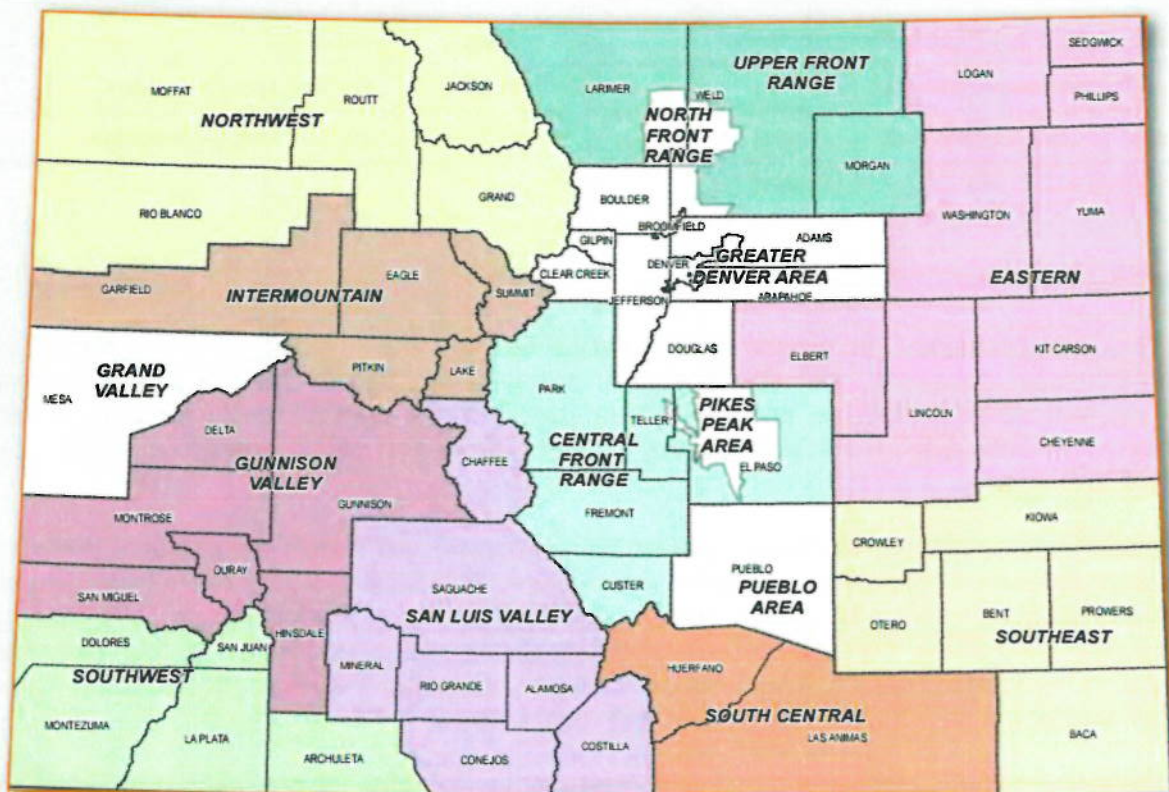 SEDGWICK
LOGAN
UPPER FRONT
RANGE
MOFFAT
ROUTT
JACKSON
LARIMER
WELD
PHILLIPS
NORTHWEST
NORTH
FRONT
RANGE
MORGAN
RIO BLANCO
GRAND
BOULDER
WASHINGTON
YUMA
BROOMFIELD
GILPIN
ADAMS
CLEAR CREEK
DENVER
GREATER
DENVER AREA
EASTERN
GARFIELD
INTERMOUNTAIN
EAGLE
SUMMIT
JEFFERSON
ARAPAHOE
DOUGLAS
ELBERT
KIT CARSON
GRAND
VALLEY
MESA
PITKIN
LAKE
PARK
TELLER
PIKES
PEAK
AREA
LINCOLN
CHEYENNE
DELTA
GUNNISON
VALLEY
CHAFFEE
CENTRAL
FRONT
RANGE
EL PASO
MONTROSE
GUNNISON
FREMONT
KIOWA
CROWLEY
OURAY
SAN MIGUEL
SAGUACHE
CUSTER
PUEBLO
PUEBLO
AREA
SAN LUIS VALLEY
OTERO
BENT
PROWERS
SOUTHEAST
DOLORES
SAN JUAN
HINSDALE
MINERAL
RIO GRANDE
ALAMOSA
HUERFANO
SOUTHWEST
MONTEZUMA
LA PLATA
ARCHULETA
CONEJOS
COSTILLA
SOUTH CENTRAL
LAS ANIMAS
BACA